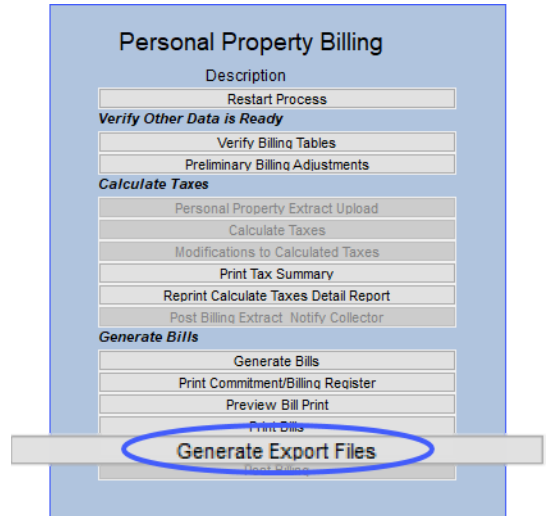 Personal Property Billing
Description
Restart Process
Verify Other Data is Ready
Verify Billing Tables
Preliminary Billing Adjustments
Calculate Taxes
Personal Property Extract Upload
Calculate Taxes
Modifications to Calculated Taxes
Print Tax Summary
Reprint Calculate Taxes Detail Report
Post Billing Extract Notify Collector
Generate Bills
Generate Bills
Print Commitment/Billing Register
Preview Bill Print
Print Bills
Generate Export Files
Post Billing